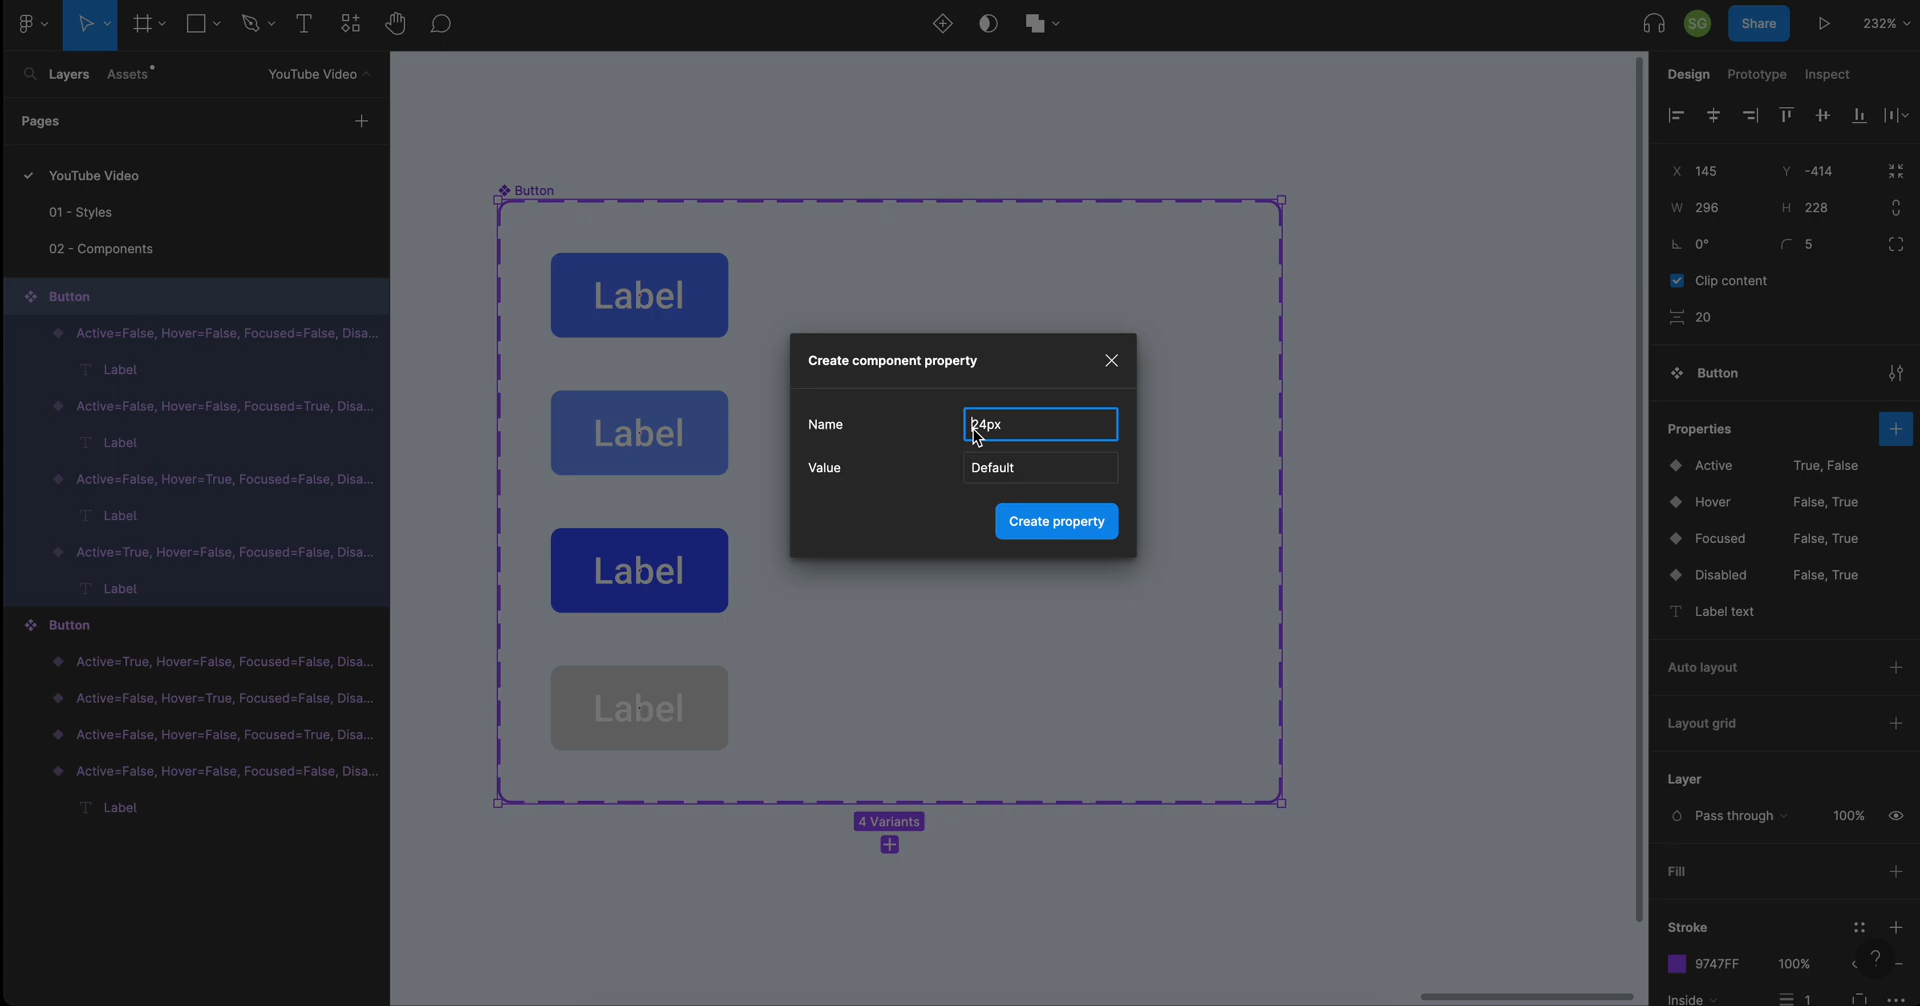 SG
Share
232%
Layers
Assets
YouTube Video
Pages
YouTube Video
01 - Styles
02 - Components
Button
Active=False, Hover=False, Focused=False, Disa...
Label
Active=False, Hover=False, Focused=True, Disa...
Label
Active=False, Hover=True, Focused=False, Disa...
Label
Active=True, Hover=False, Focused=False, Disa...
Label
Button
Active=True, Hover=False, Focused=False, Disa...
Active=False, Hover=True, Focused=False, Disa...
Active=False, Hover=False, Focused=True, Disa...
Active=False, Hover=False, Focused=False, Disa...
Label
Button
Label
Label
Label
Label
4 Variants
Create component property
Name
24px
Value
Default
Create property
Design
Prototype
Inspect
X 145
Y -414
W 296
H 228
0°
5
Clip content
20
Button
Properties
Active True, False
Hover False, True
Focused False, True
Disabled False, True
T Label text
Auto layout
Layout grid
Layer
Pass through 100%
Fill
Stroke
9747FF 100%
?
Inside 1